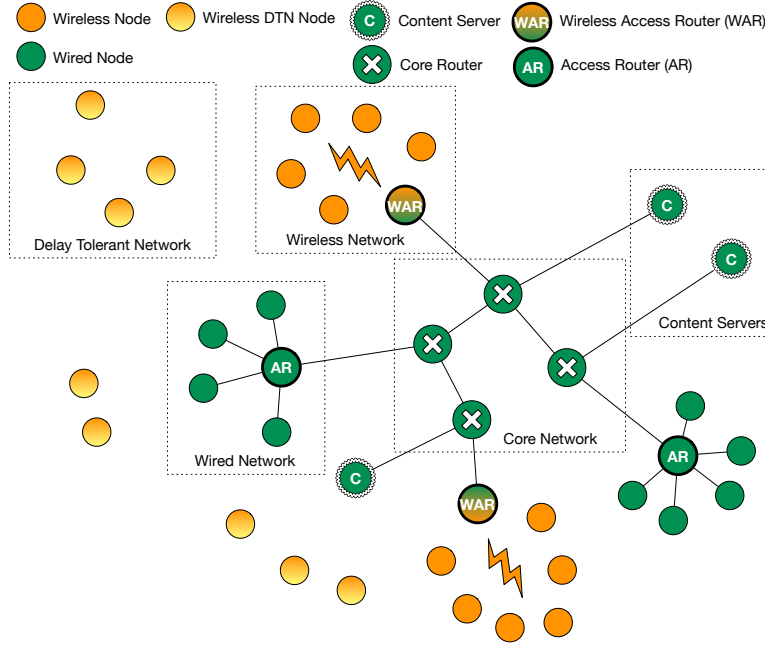 Wireless Node
Wireless DTN Node
C
Content Server
WAR
Wireless Access Router (WAR)
Wired Node
Core Router
AR
Access Router (AR)
Delay Tolerant Network
WAR
Wireless Network
C
C
Content Servers
AR
Wired Network
Core Network
AR
C
WAR